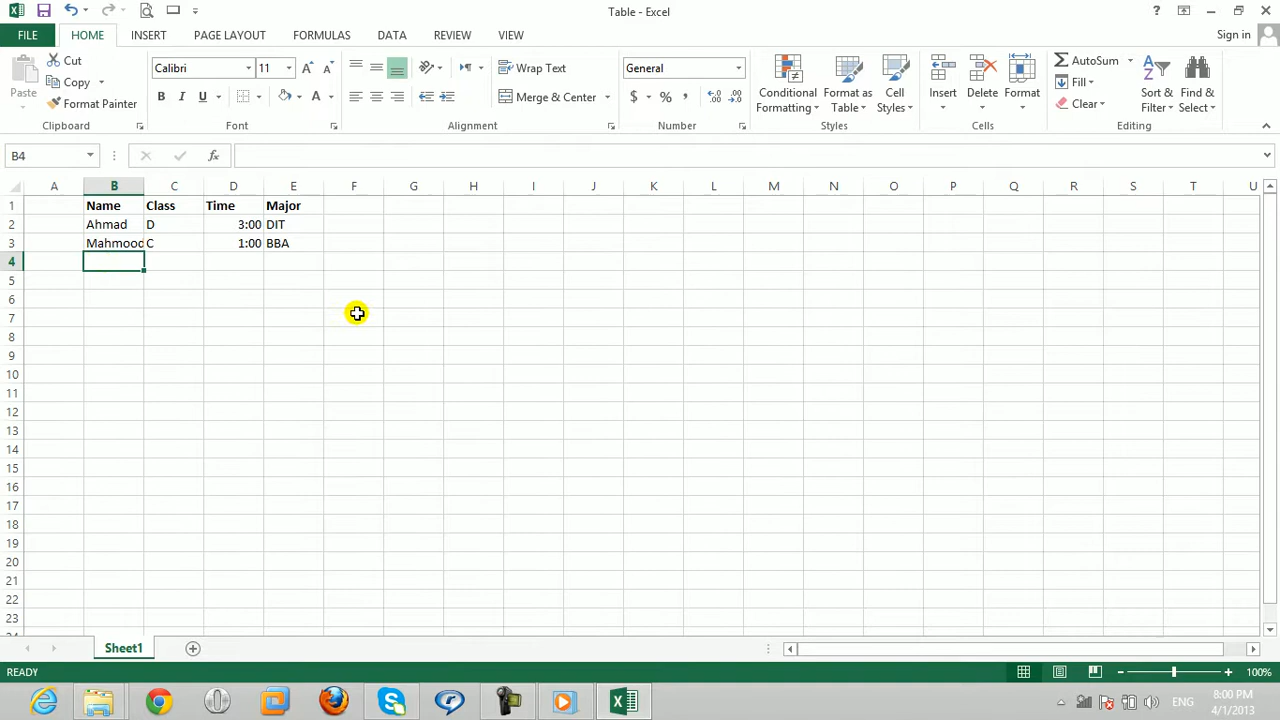 Table - Excel
?
FILE HOME INSERT PAGE LAYOUT FORMULAS DATA REVIEW VIEW Sign in
Paste Cut Copy Format Painter Clipboard
Calibri 11 B I U A A A Font
Wrap Text Merge & Center Alignment
General $ % , Number
Conditional Formatting Format as Table Cell Styles Styles
Insert Delete Format Cells
AutoSum Fill Clear Sort & Filter Find & Select Editing
B4 fx
A B C D E F G H I J K L M N O P Q R S T U
1 Name Class Time Major
2 Ahmad D 3:00 DIT
3 Mahmood C 1:00 BBA
4
5
6
7
8
9
10
11
12
13
14
15
16
17
18
19
20
21
22
23
24
Sheet1
READY 100%
ENG 8:00 PM
4/1/2013